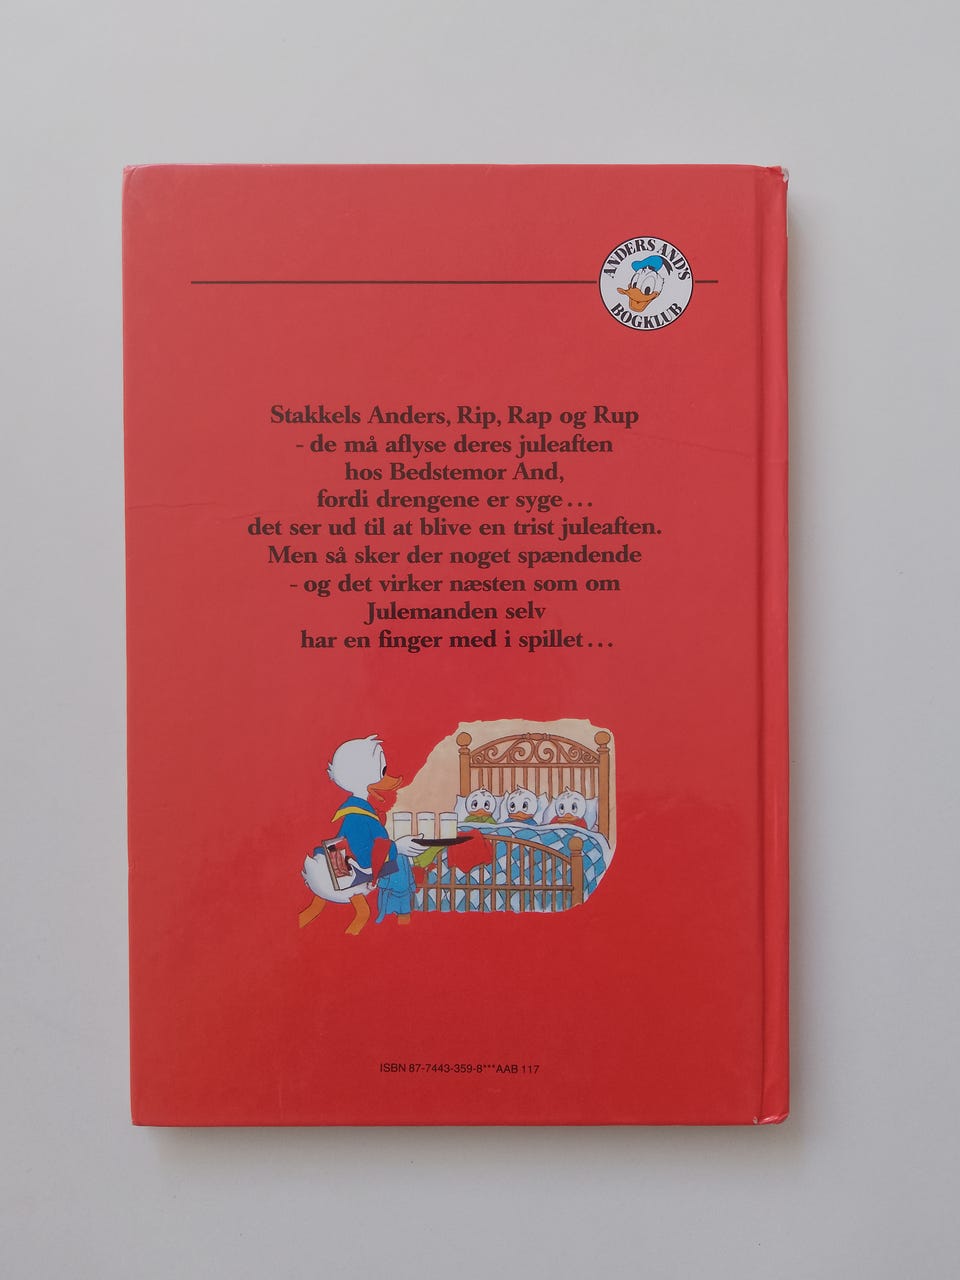 ANDERS AND'S
BOGKLUB
Stakkels Anders, Rip, Rap og Rup
- de må aflyse deres juleaften
hos Bedstemor And,
fordi drengene er syge...
det ser ud til at blive en trist juleaften.
Men så sker der noget spændende
- og det virker næsten som om
Julemanden selv
har en finger med i spillet...
ISBN 87-7443-359-8***AAB 117